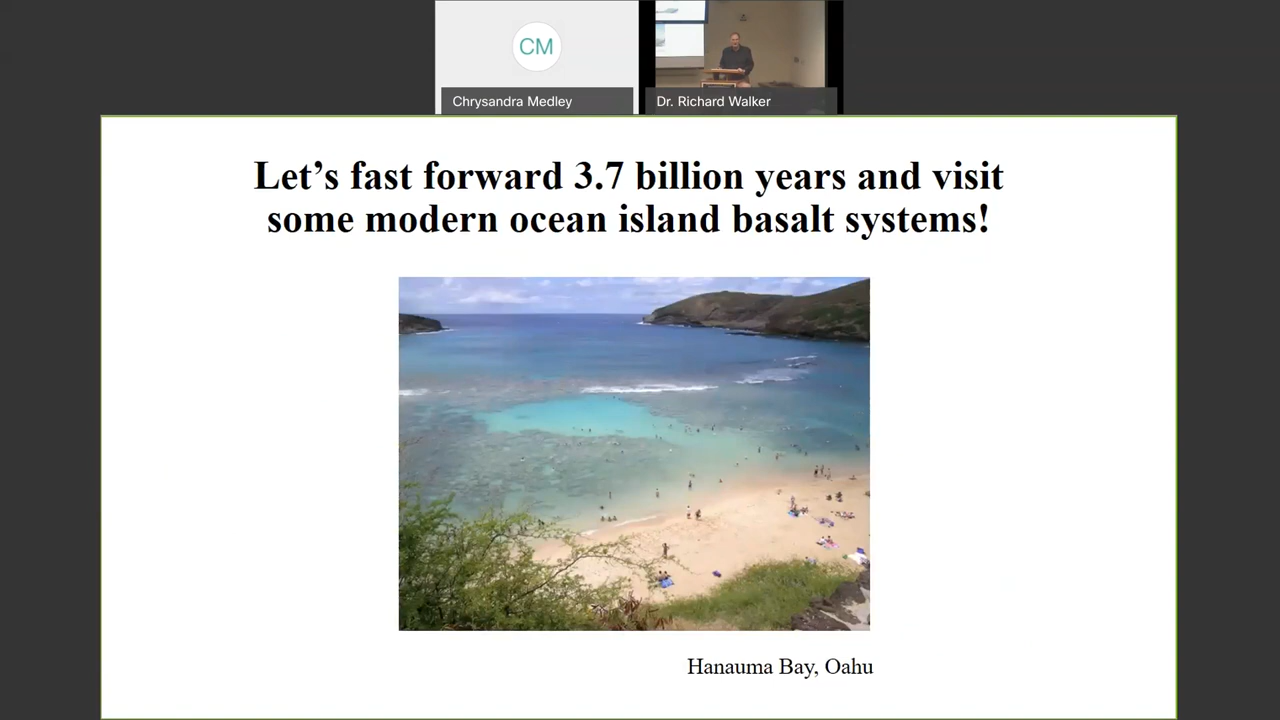 CM
Chrysandra Medley
Dr. Richard Walker
Let’s fast forward 3.7 billion years and visit
some modern ocean island basalt systems!
Hanauma Bay, Oahu